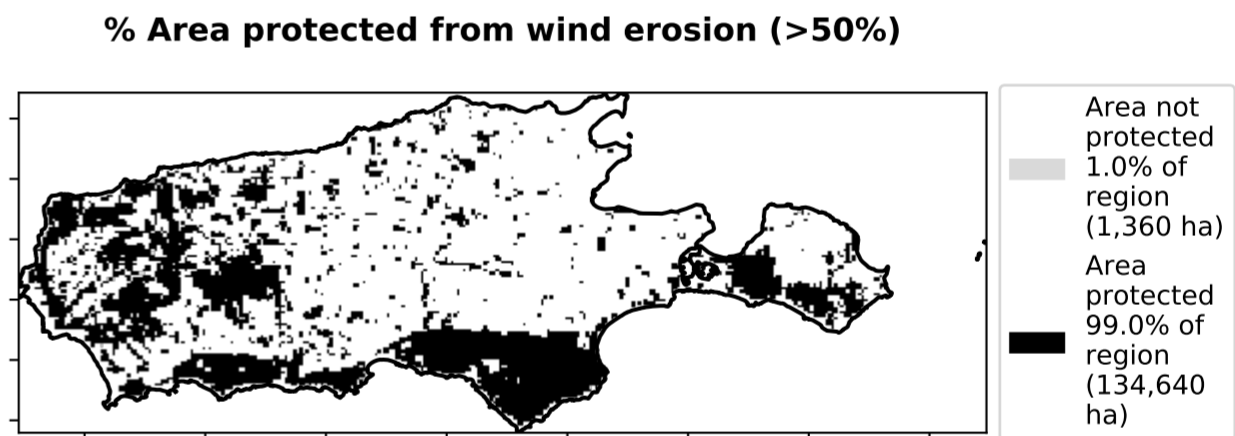 % Area protected from wind erosion (>50%)
Area not
protected
1.0% of
region
(1,360 ha)
Area
protected
99.0% of
region
(134,640
ha)